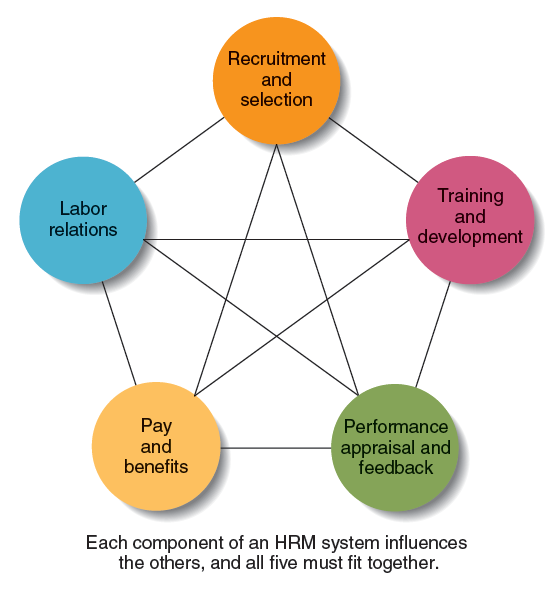 Recruitment
and
selection
Labor
relations
Training
and
development
Pay
and
benefits
Performance
appraisal and
feedback
Each component of an HRM system influences
the others, and all five must fit together.